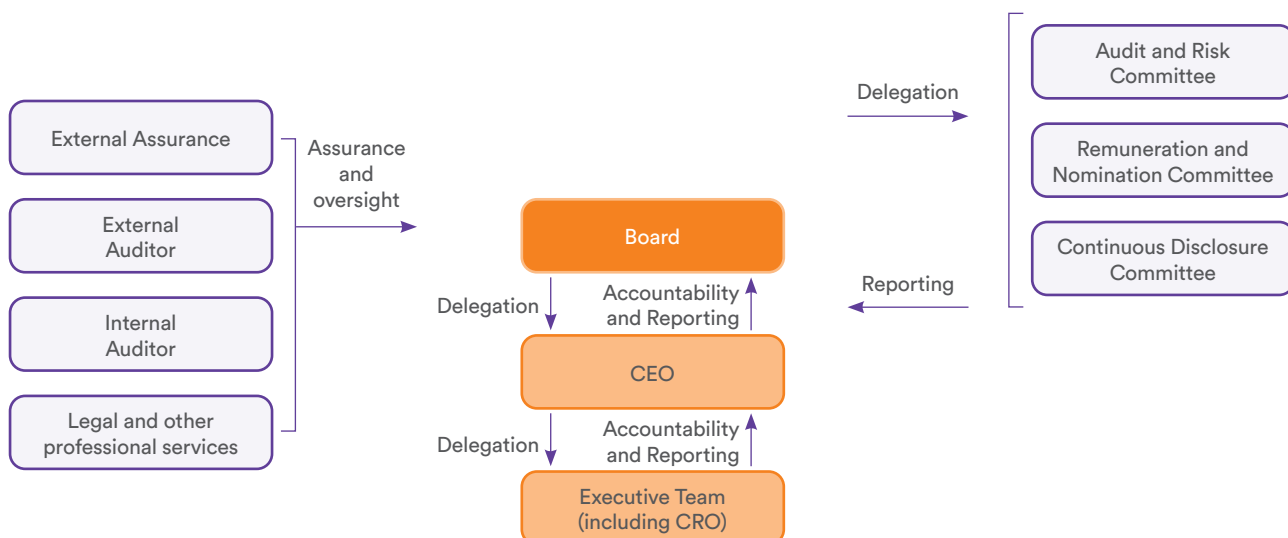 External Assurance
External
Auditor
Internal
Auditor
Legal and other
professional services
Assurance
and
oversight
Board
Delegation
Accountability
and Reporting
CEO
Delegation
Accountability
and Reporting
Executive Team
(including CRO)
Delegation
Reporting
Audit and Risk
Committee
Remuneration and
Nomination Committee
Continuous Disclosure
Committee